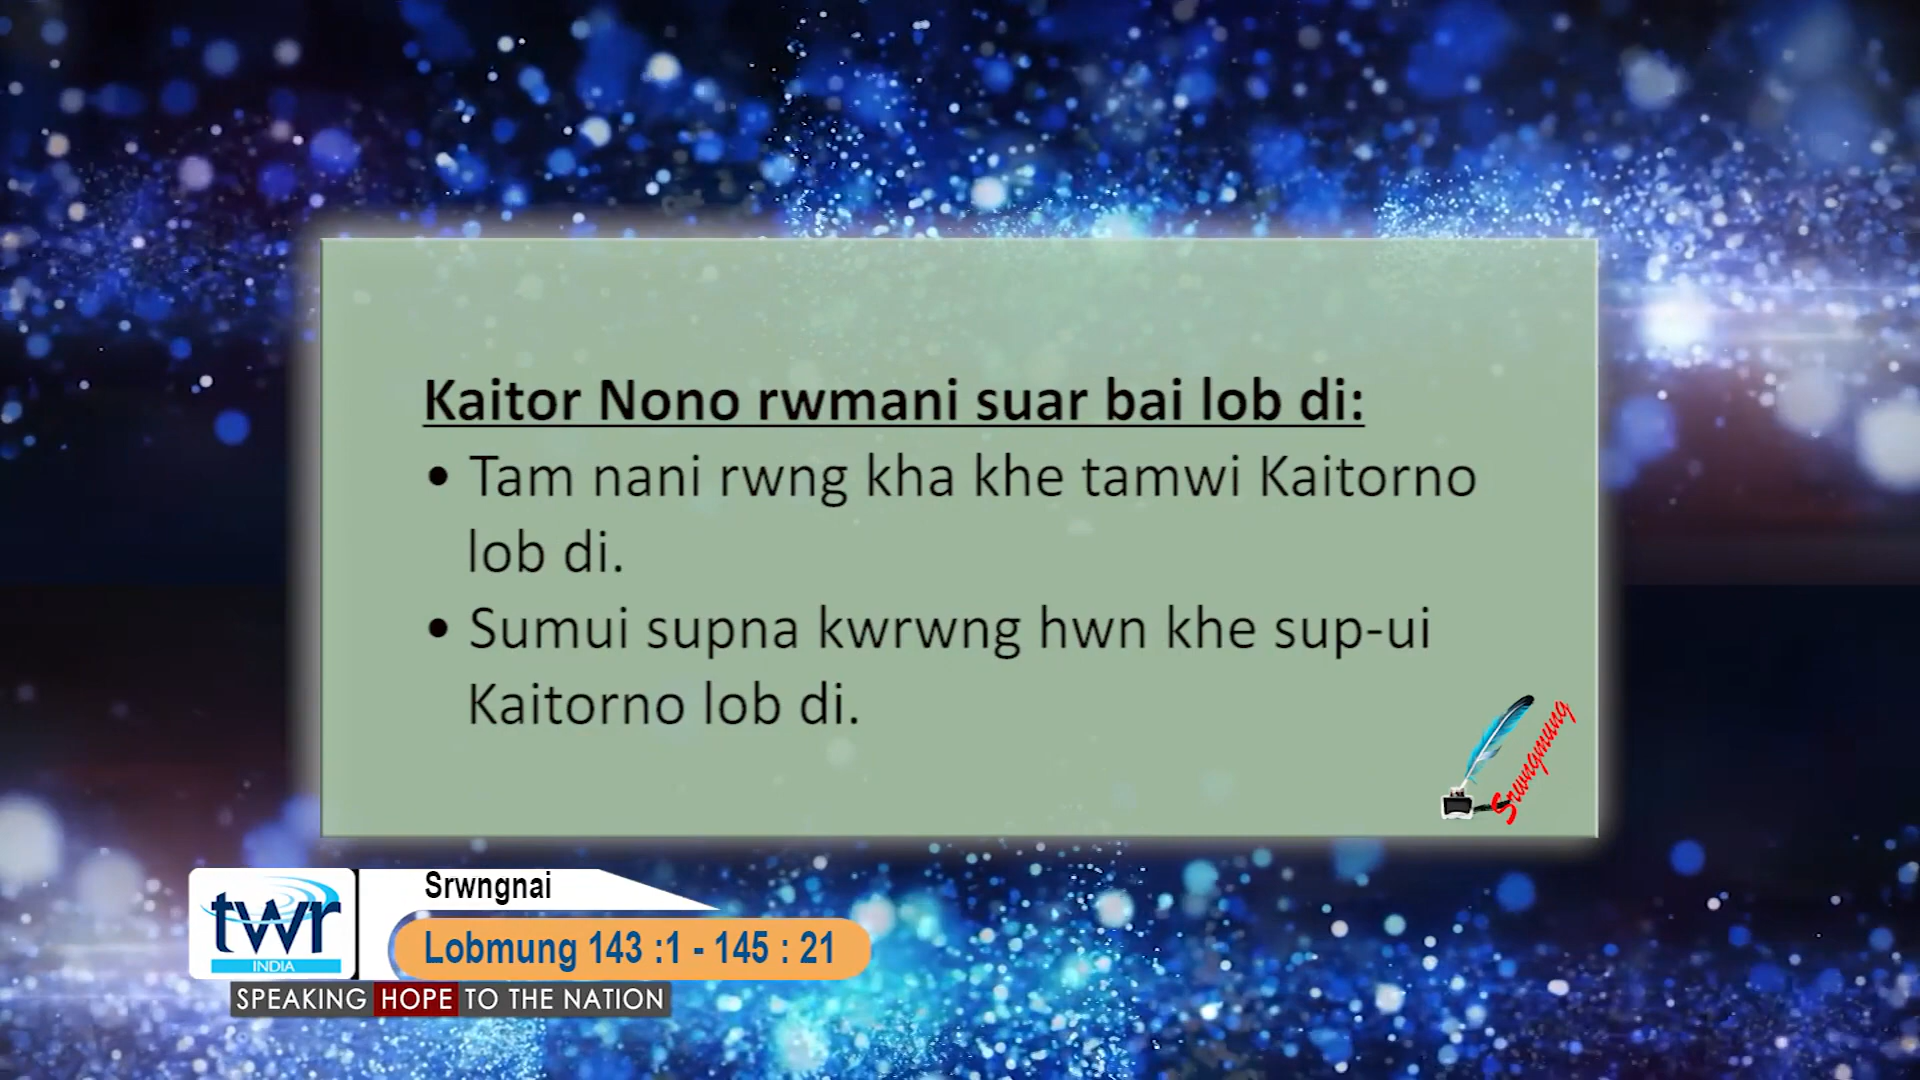 Kaitor Nono rwmani suar bai lob di:
• Tam nani rwng kha khe tamwi Kaitorno
lob di.
• Sumui supna kwrwng hwn khe sup-ui
Kaitorno lob di.
Srwngmung
Srwngnai
twr
INDIA
Lobmung 143 :1 - 145 : 21
SPEAKING HOPE TO THE NATION